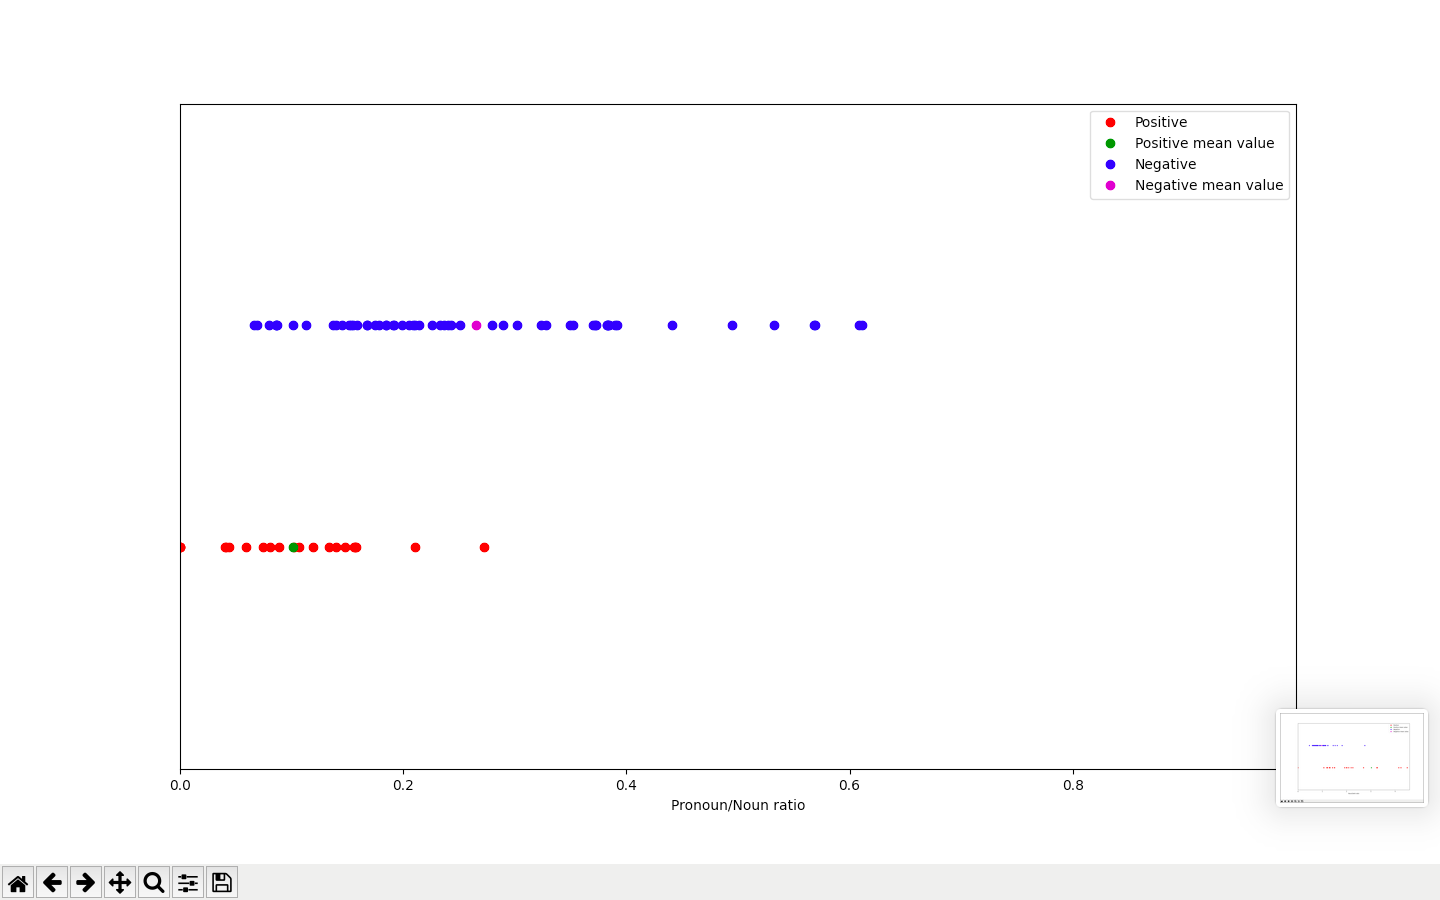 Positive
Positive mean value
Negative
Negative mean value
0.0 0.2 0.4 0.6 0.8
Pronoun/Noun ratio